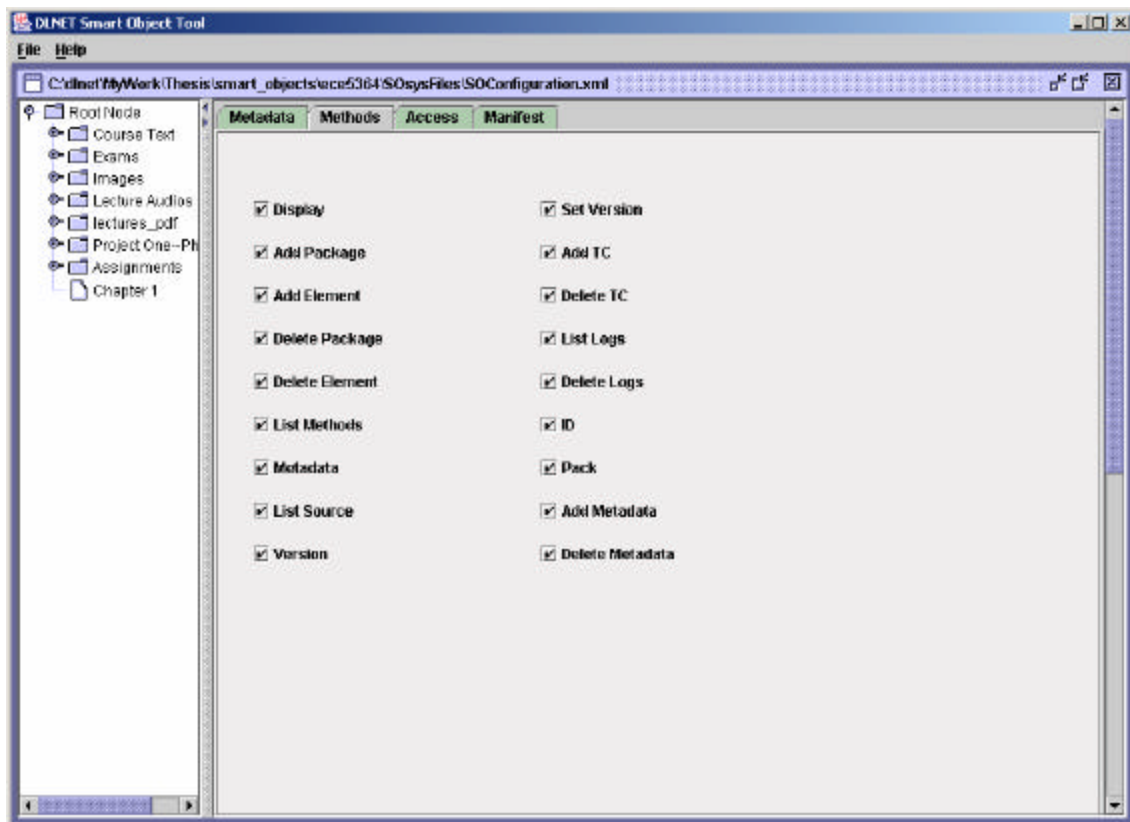 DLNET Smart Object Tool
File Help
C:\dlnet\MyWork\Thesis\smart_objects\ece5364\SOsysFiles\SOConfiguration.xml
Root Node
Course Text
Exams
Images
Lecture Audios
lectures_pdf
Project One--Ph
Assignments
Chapter 1
Metadata Methods Access Manifest
Display Set Version
Add Package Add TC
Add Element Delete TC
Delete Package List Logs
Delete Element Delete Logs
List Methods ID
Metadata Pack
List Source Add Metadata
Version Delete Metadata